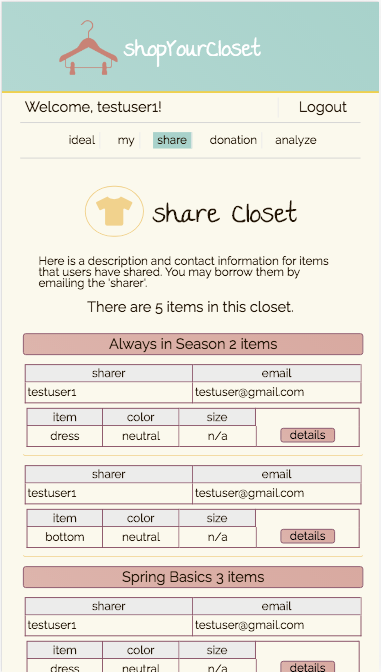 shopYourCloset
Welcome, testuser1! Logout
ideal my share donation analyze
share Closet
Here is a description and contact information for items
that users have shared. You may borrow them by
emailing the 'sharer'.
There are 5 items in this closet.
Always in Season 2 items
sharer email
testuser1 testuser@gmail.com
item color size
dress neutral n/a details
sharer email
testuser1 testuser@gmail.com
item color size
bottom neutral n/a details
Spring Basics 3 items
sharer email
testuser1 testuser@gmail.com
item color size
dress neutral n/a details